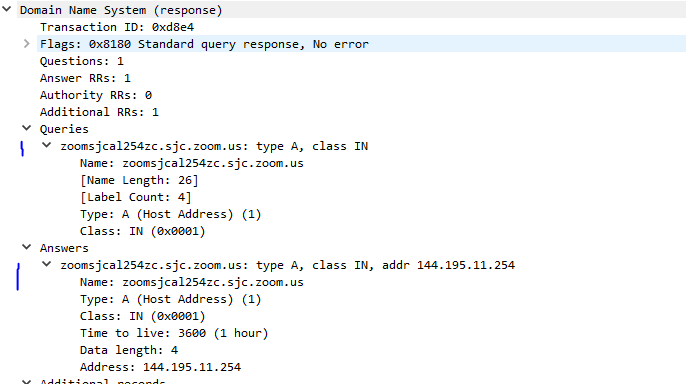 Domain Name System (response)
Transaction ID: 0xd8e4
Flags: 0x8180 Standard query response, No error
Questions: 1
Answer RRs: 1
Authority RRs: 0
Additional RRs: 1
Queries
zoomsjcal254zc.sjc.zoom.us: type A, class IN
Name: zoomsjcal254zc.sjc.zoom.us
[Name Length: 26]
[Label Count: 4]
Type: A (Host Address) (1)
Class: IN (0x0001)
Answers
zoomsjcal254zc.sjc.zoom.us: type A, class IN, addr 144.195.11.254
Name: zoomsjcal254zc.sjc.zoom.us
Type: A (Host Address) (1)
Class: IN (0x0001)
Time to live: 3600 (1 hour)
Data length: 4
Address: 144.195.11.254
Additional records